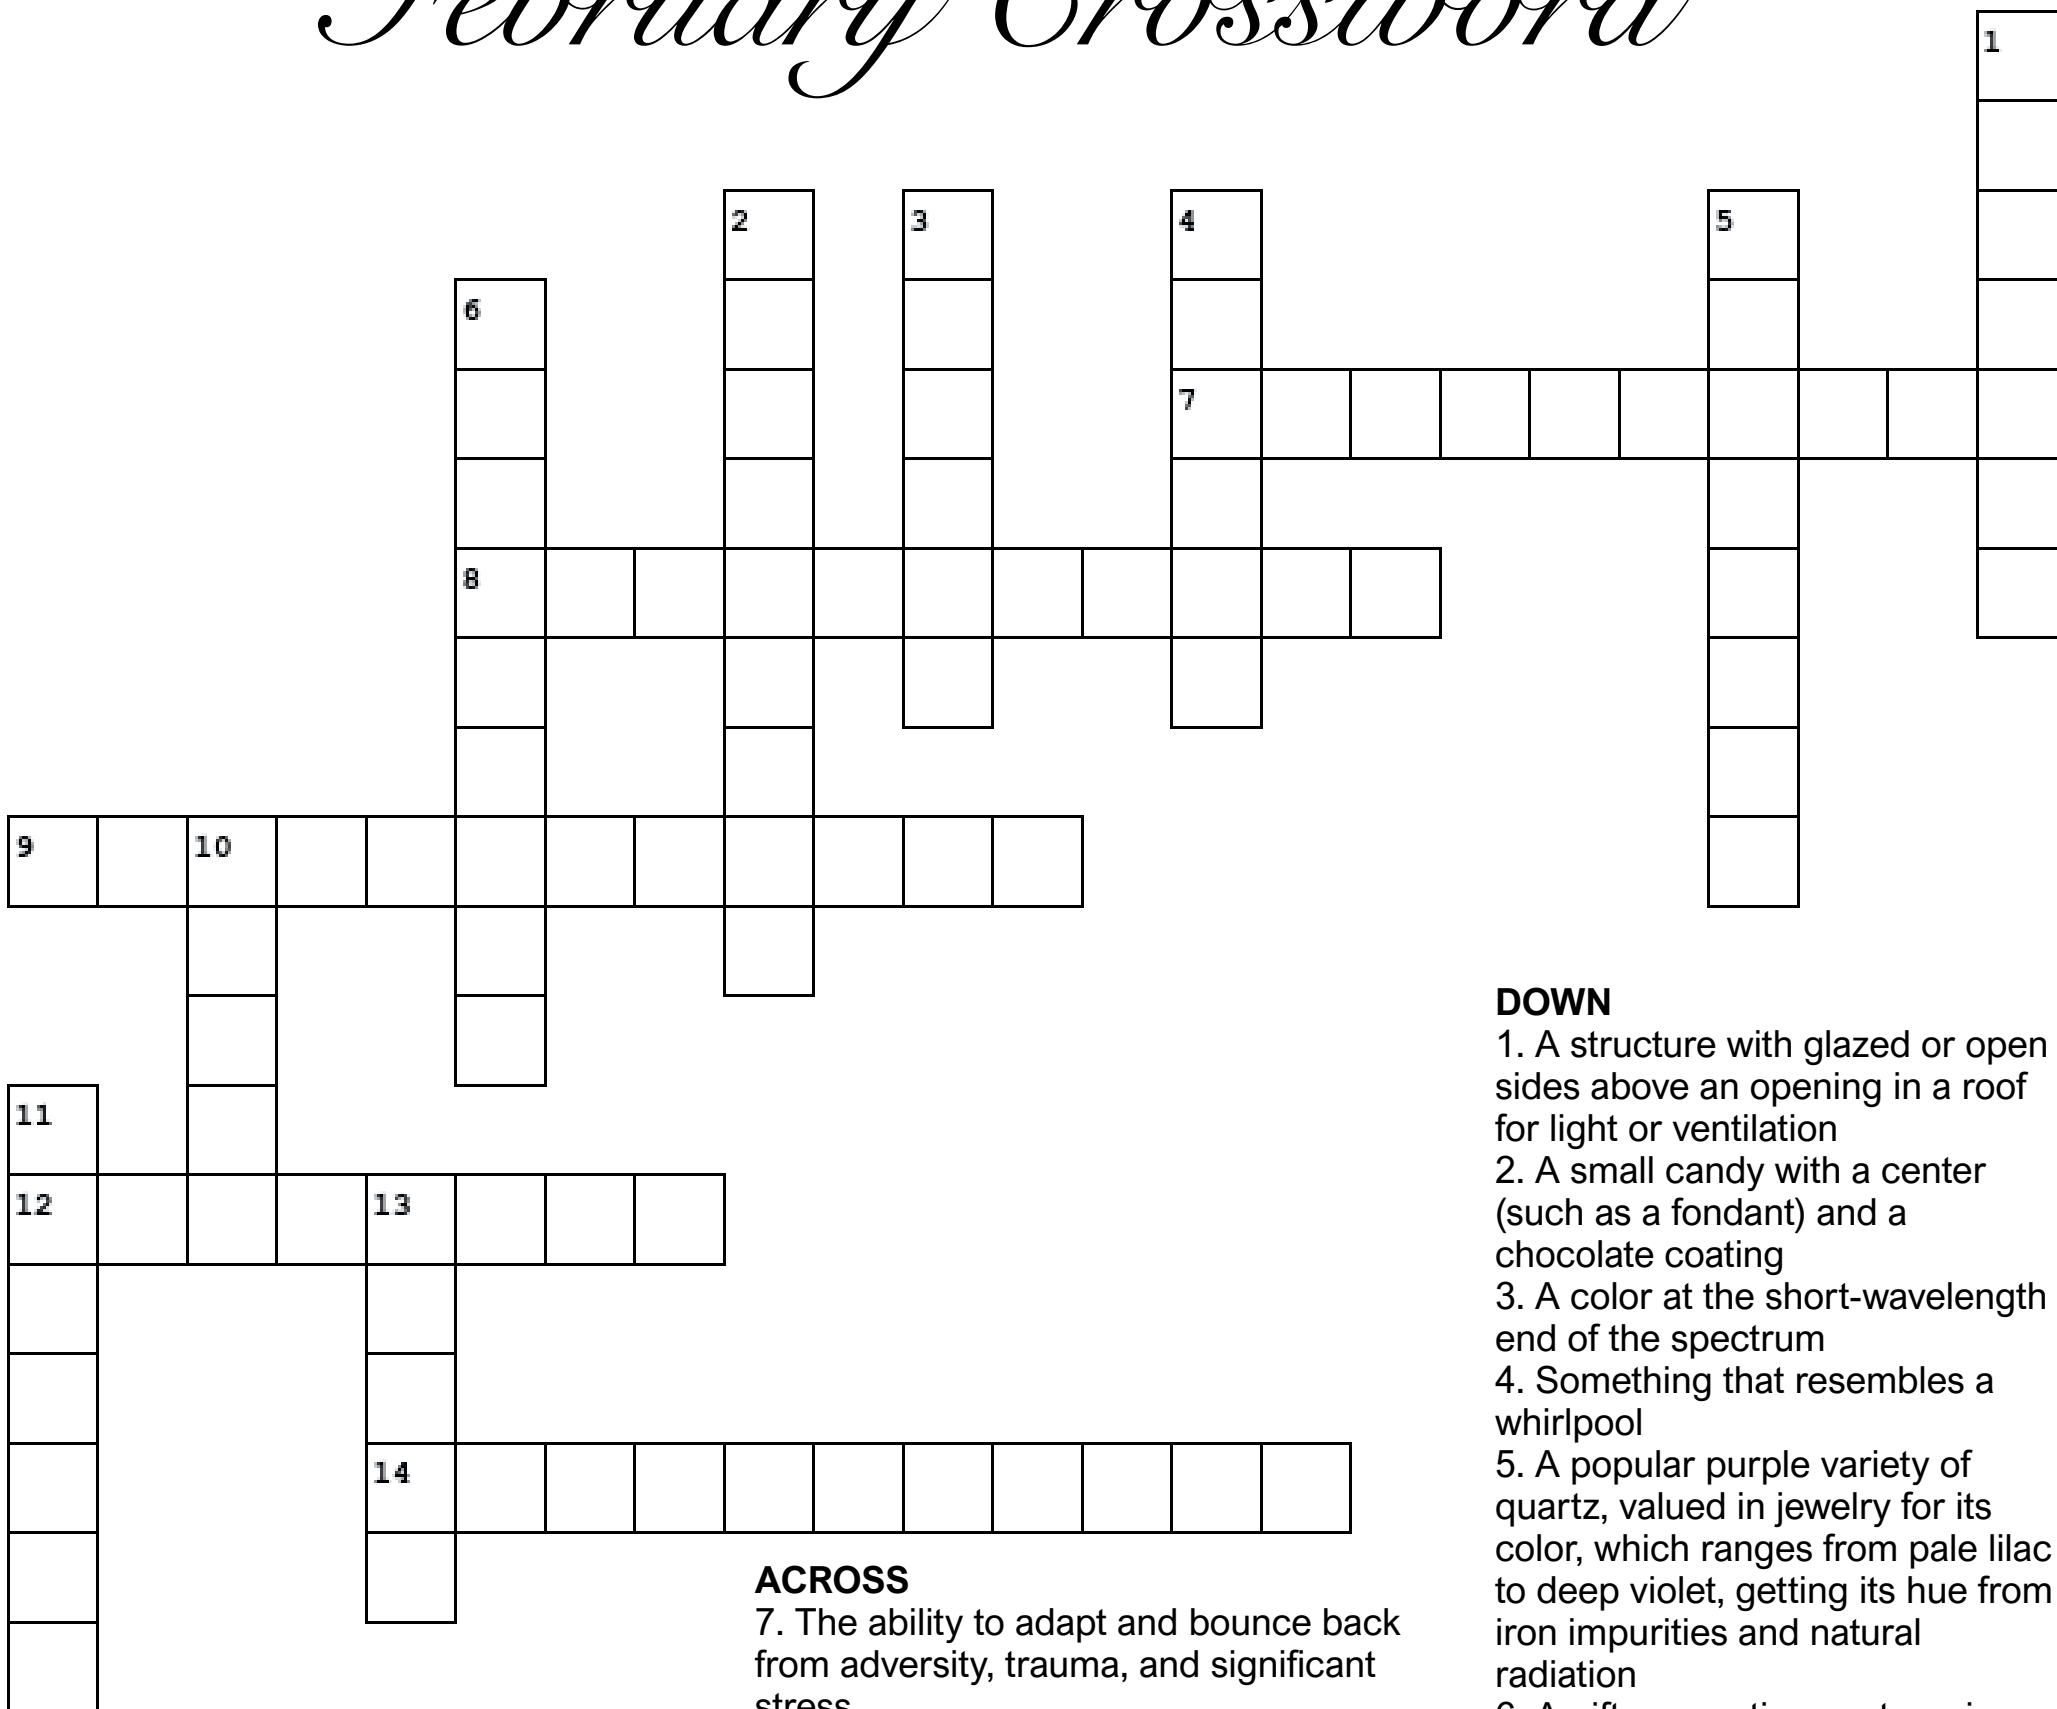 February Crossword
1
2 3 4 5
6
7
8
9 10
11
12 13
14
ACROSS
7. The ability to adapt and bounce back
from adversity, trauma, and significant
stress
DOWN
1. A structure with glazed or open
sides above an opening in a roof
for light or ventilation
2. A small candy with a center
(such as a fondant) and a
chocolate coating
3. A color at the short-wavelength
end of the spectrum
4. Something that resembles a
whirlpool
5. A popular purple variety of
quartz, valued in jewelry for its
color, which ranges from pale lilac
to deep violet, getting its hue from
iron impurities and natural
radiation